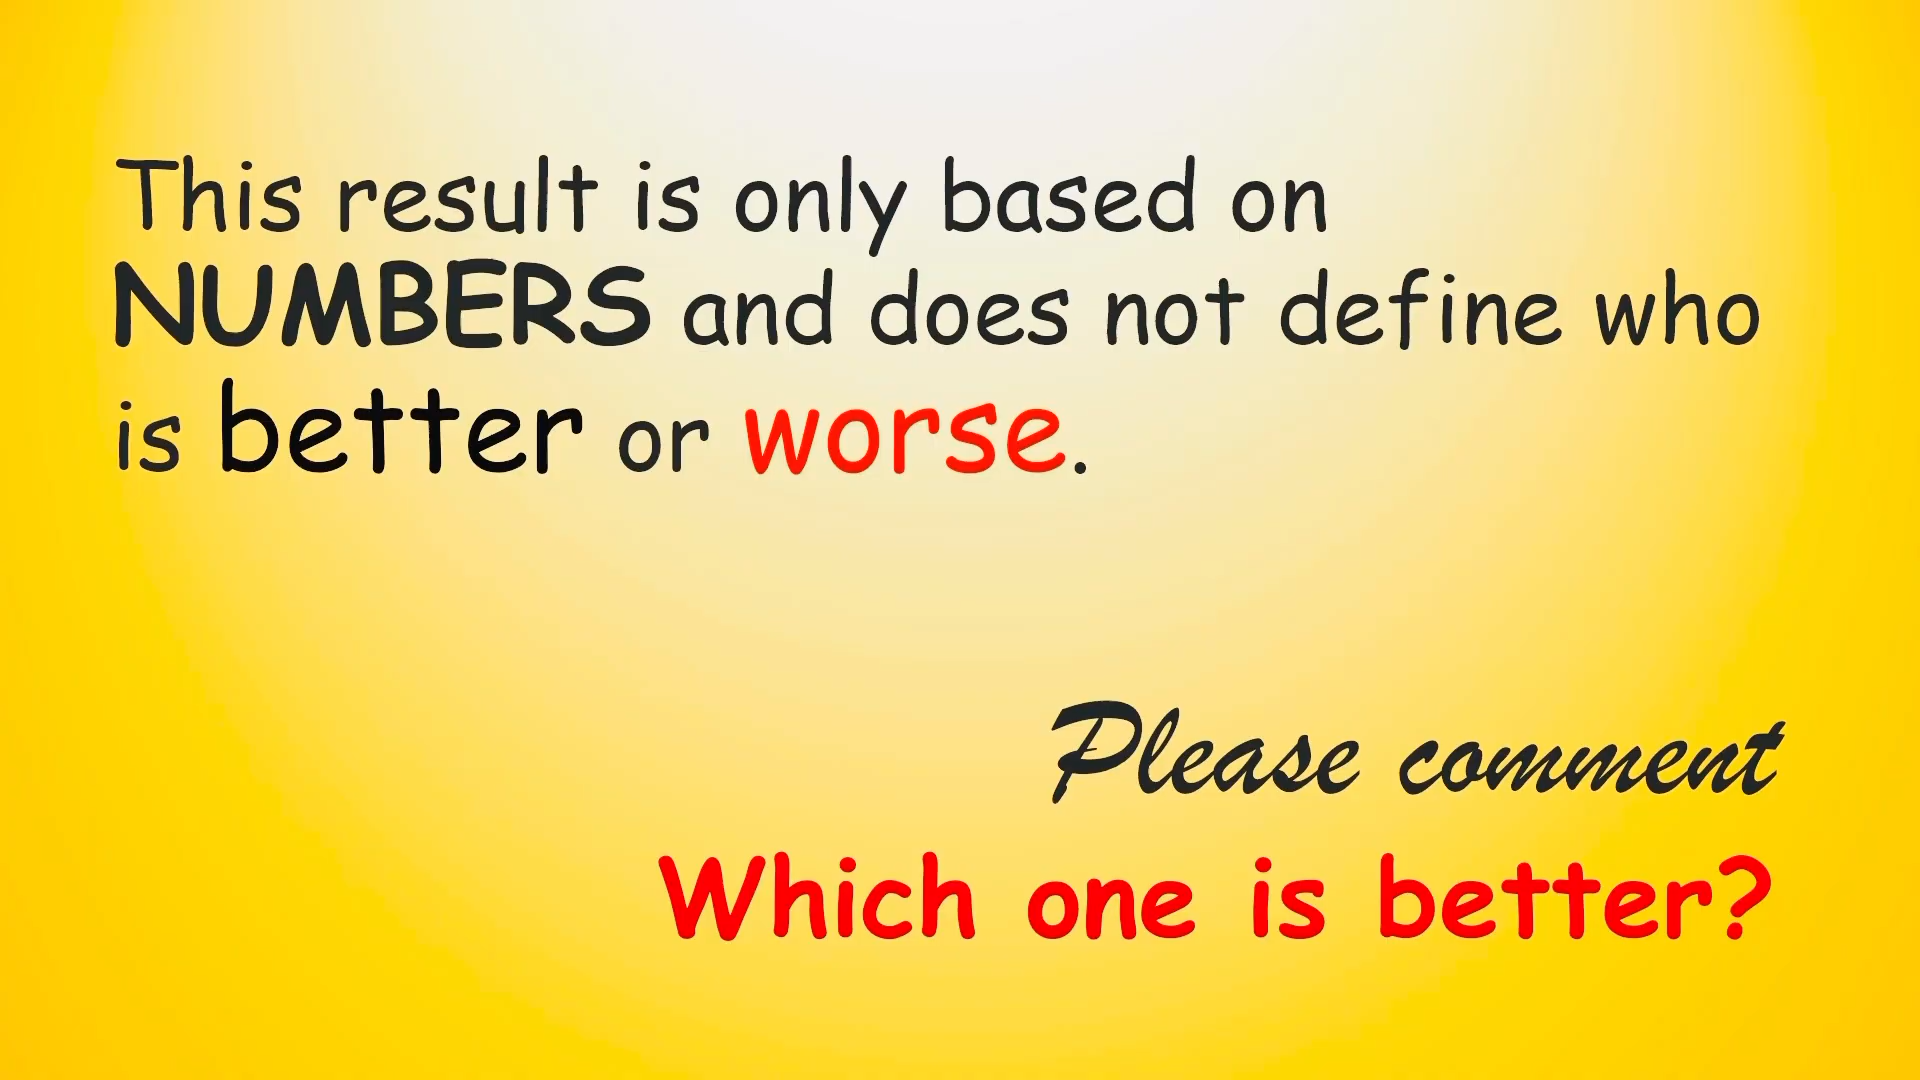 This result is only based on
NUMBERS and does not define who
is better or worse.
Please comment
Which one is better?